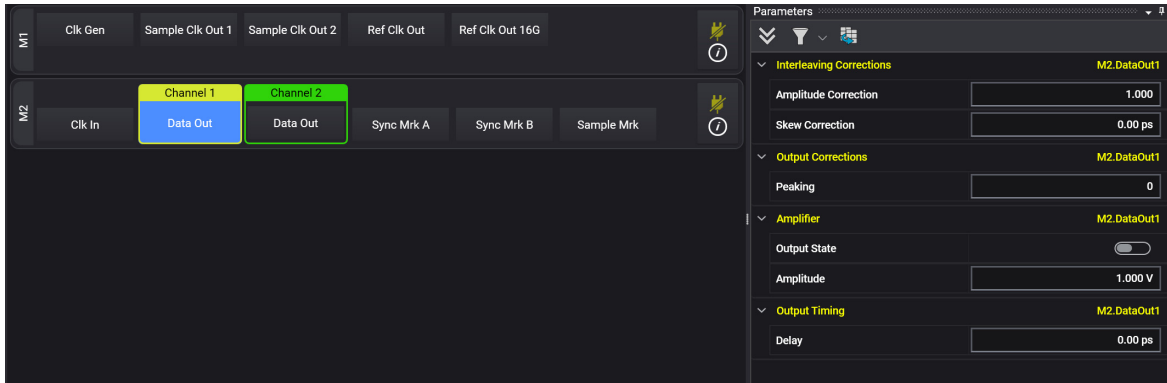 M1
Clk Gen
Sample Clk Out 1
Sample Clk Out 2
Ref Clk Out
Ref Clk Out 16G
M2
Clk In
Channel 1
Data Out
Channel 2
Data Out
Sync Mrk A
Sync Mrk B
Sample Mrk
Parameters
Interleaving Corrections M2.DataOut1
Amplitude Correction 1.000
Skew Correction 0.00 ps
Output Corrections M2.DataOut1
Peaking 0
Amplifier M2.DataOut1
Output State
Amplitude 1.000 V
Output Timing M2.DataOut1
Delay 0.00 ps